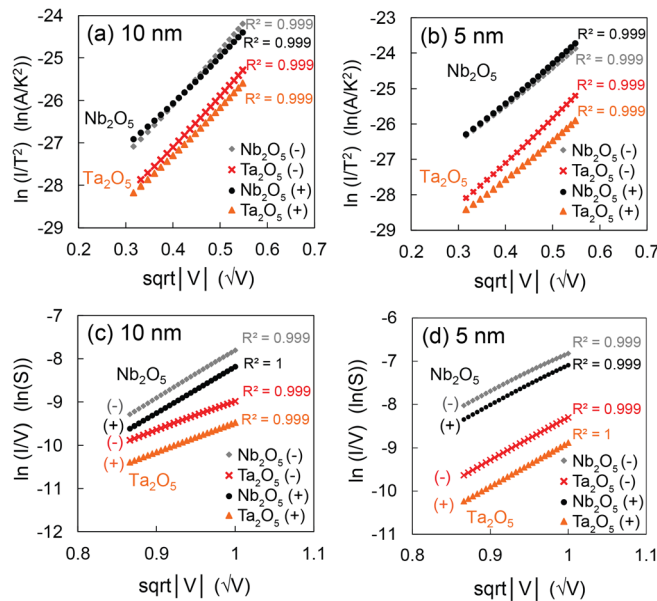 (a) 10 nm
ln (I/T²) (ln(A/K²))
-24
-25
-26
-27
-28
-29
R² = 0.999
R² = 0.999
R² = 0.999
R² = 0.999
Nb₂O₅
Ta₂O₅
Nb₂O₅ (-)
Ta₂O₅ (-)
Nb₂O₅ (+)
Ta₂O₅ (+)
0.2 0.3 0.4 0.5 0.6 0.7
sqrt|V| (√V)
(b) 5 nm
ln (I/T²) (ln(A/K²))
-23
-24
-25
-26
-27
-28
-29
R² = 0.999
R² = 0.999
R² = 0.999
R² = 0.999
Nb₂O₅
Ta₂O₅
Nb₂O₅ (-)
Ta₂O₅ (-)
Nb₂O₅ (+)
Ta₂O₅ (+)
0.2 0.3 0.4 0.5 0.6 0.7
sqrt|V| (√V)
(c) 10 nm
ln (I/V) (ln(S))
-7
-8
-9
-10
-11
-12
R² = 0.999
R² = 1
R² = 0.999
R² = 0.999
Nb₂O₅
(-)
(+)
(-)
(+)
Ta₂O₅
Nb₂O₅ (-)
Ta₂O₅ (-)
Nb₂O₅ (+)
Ta₂O₅ (+)
0.8 0.9 1 1.1
sqrt|V| (√V)
(d) 5 nm
ln (I/V) (ln(S))
-6
-7
-8
-9
-10
-11
R² = 0.999
R² = 0.999
R² = 0.999
R² = 1
Nb₂O₅
(-)
(+)
(-)
(+)
Ta₂O₅
Nb₂O₅ (-)
Ta₂O₅ (-)
Nb₂O₅ (+)
Ta₂O₅ (+)
0.8 0.9 1 1.1
sqrt|V| (√V)